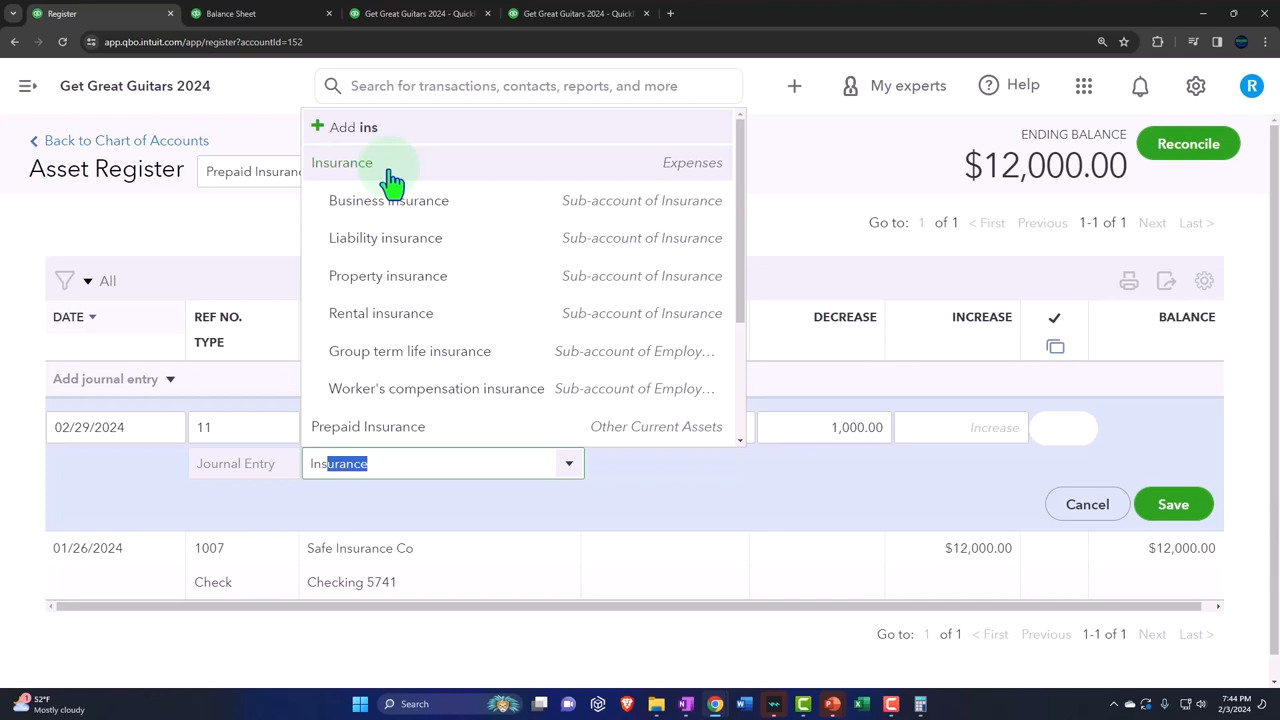 Register
Balance Sheet
Get Great Guitars 2024 - QuickB
Get Great Guitars 2024 - QuickB
app.qbo.intuit.com/app/register?accountId=152
Get Great Guitars 2024
Search for transactions, contacts, reports, and more
My experts
Help
R
Back to Chart of Accounts
Asset Register
Prepaid Insuranc
ENDING BALANCE
$12,000.00
Reconcile
Add ins
Insurance Expenses
Business insurance Sub-account of Insurance
Liability insurance Sub-account of Insurance
Property insurance Sub-account of Insurance
Rental insurance Sub-account of Insurance
Group term life insurance Sub-account of Employ…
Worker's compensation insurance Sub-account of Employ…
Prepaid Insurance Other Current Assets
Go to: 1 of 1 < First Previous 1-1 of 1 Next Last >
All
DATE REF NO. DECREASE INCREASE BALANCE
TYPE
Add journal entry
02/29/2024 11 1,000.00 Increase
Journal Entry Insurance
Cancel Save
01/26/2024 1007 Safe Insurance Co $12,000.00 $12,000.00
Check Checking 5741
Go to: 1 of 1 < First Previous 1-1 of 1 Next Last >
52°F
Mostly cloudy
Search
7:44 PM
2/3/2024